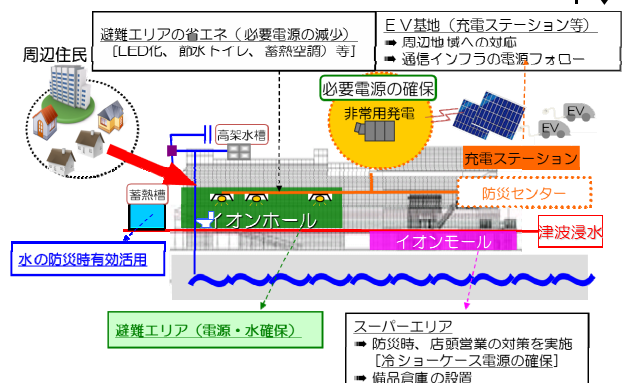 避難エリアの省エネ（必要電源の減少）
［LED化、節水トイレ、蓄熱空調）等］
ＥＶ基地（充電ステーション等）
➡ 周辺地域への対応
➡ 通信インフラの電源フォロー
周辺住民
必要電源の確保
非常用発電
EV
EV
高架水槽
充電ステーション
蓄熱槽
防災センター
イオンホール
津波浸水
イオンモール
水の防災時有効活用
避難エリア（電源・水確保）
スーパーエリア
➡ 防災時、店頭営業の対策を実施
［冷ショーケース電源の確保］
➡ 備品倉庫の設置